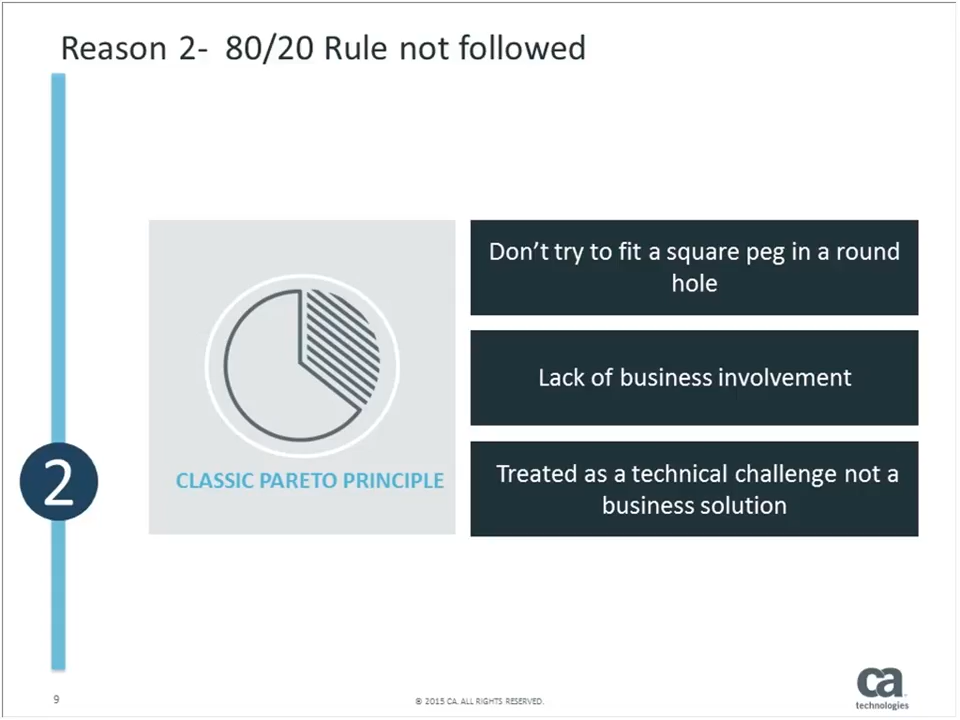 Reason 2-  80/20 Rule not followed
CLASSIC PARETO PRINCIPLE
Don’t try to fit a square peg in a round
hole
Lack of business involvement
Treated as a technical challenge not a
business solution
2
9
© 2015 CA. ALL RIGHTS RESERVED.
ca
technologies